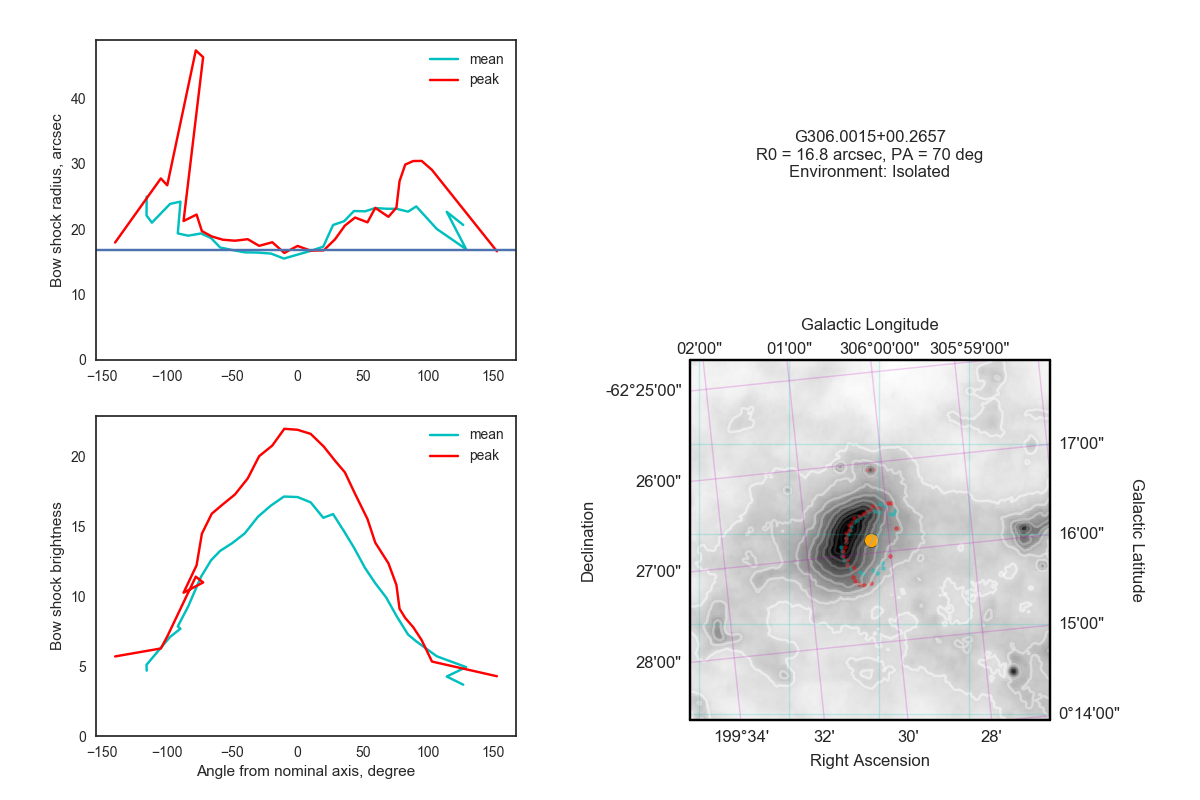 mean
peak
40
30
20
10
0
−150 −100 −50 0 50 100 150
Bow shock radius, arcsec
mean
peak
20
15
10
5
0
−150 −100 −50 0 50 100 150
Bow shock brightness
Angle from nominal axis, degree
G306.0015+00.2657
R0 = 16.8 arcsec, PA = 70 deg
Environment: Isolated
Galactic Longitude
02'00" 01'00" 306°00'00" 305°59'00"
-62°25'00"
26'00"
27'00"
28'00"
Declination
17'00"
16'00"
15'00"
0°14'00"
Galactic Latitude
199°34' 32' 30' 28'
Right Ascension